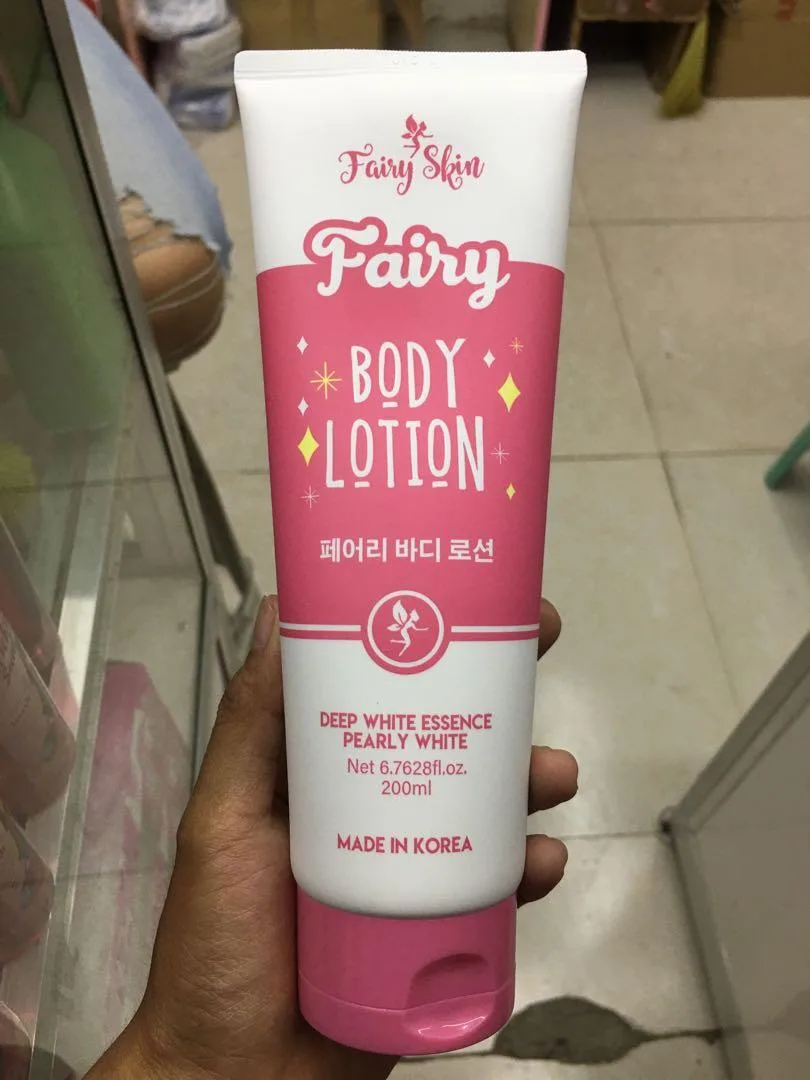 Fairy Skin
Fairy
BODY
LOTION
페어리 바디 로션
DEEP WHITE ESSENCE
PEARLY WHITE
Net 6.7628fl.oz.
200ml
MADE IN KOREA